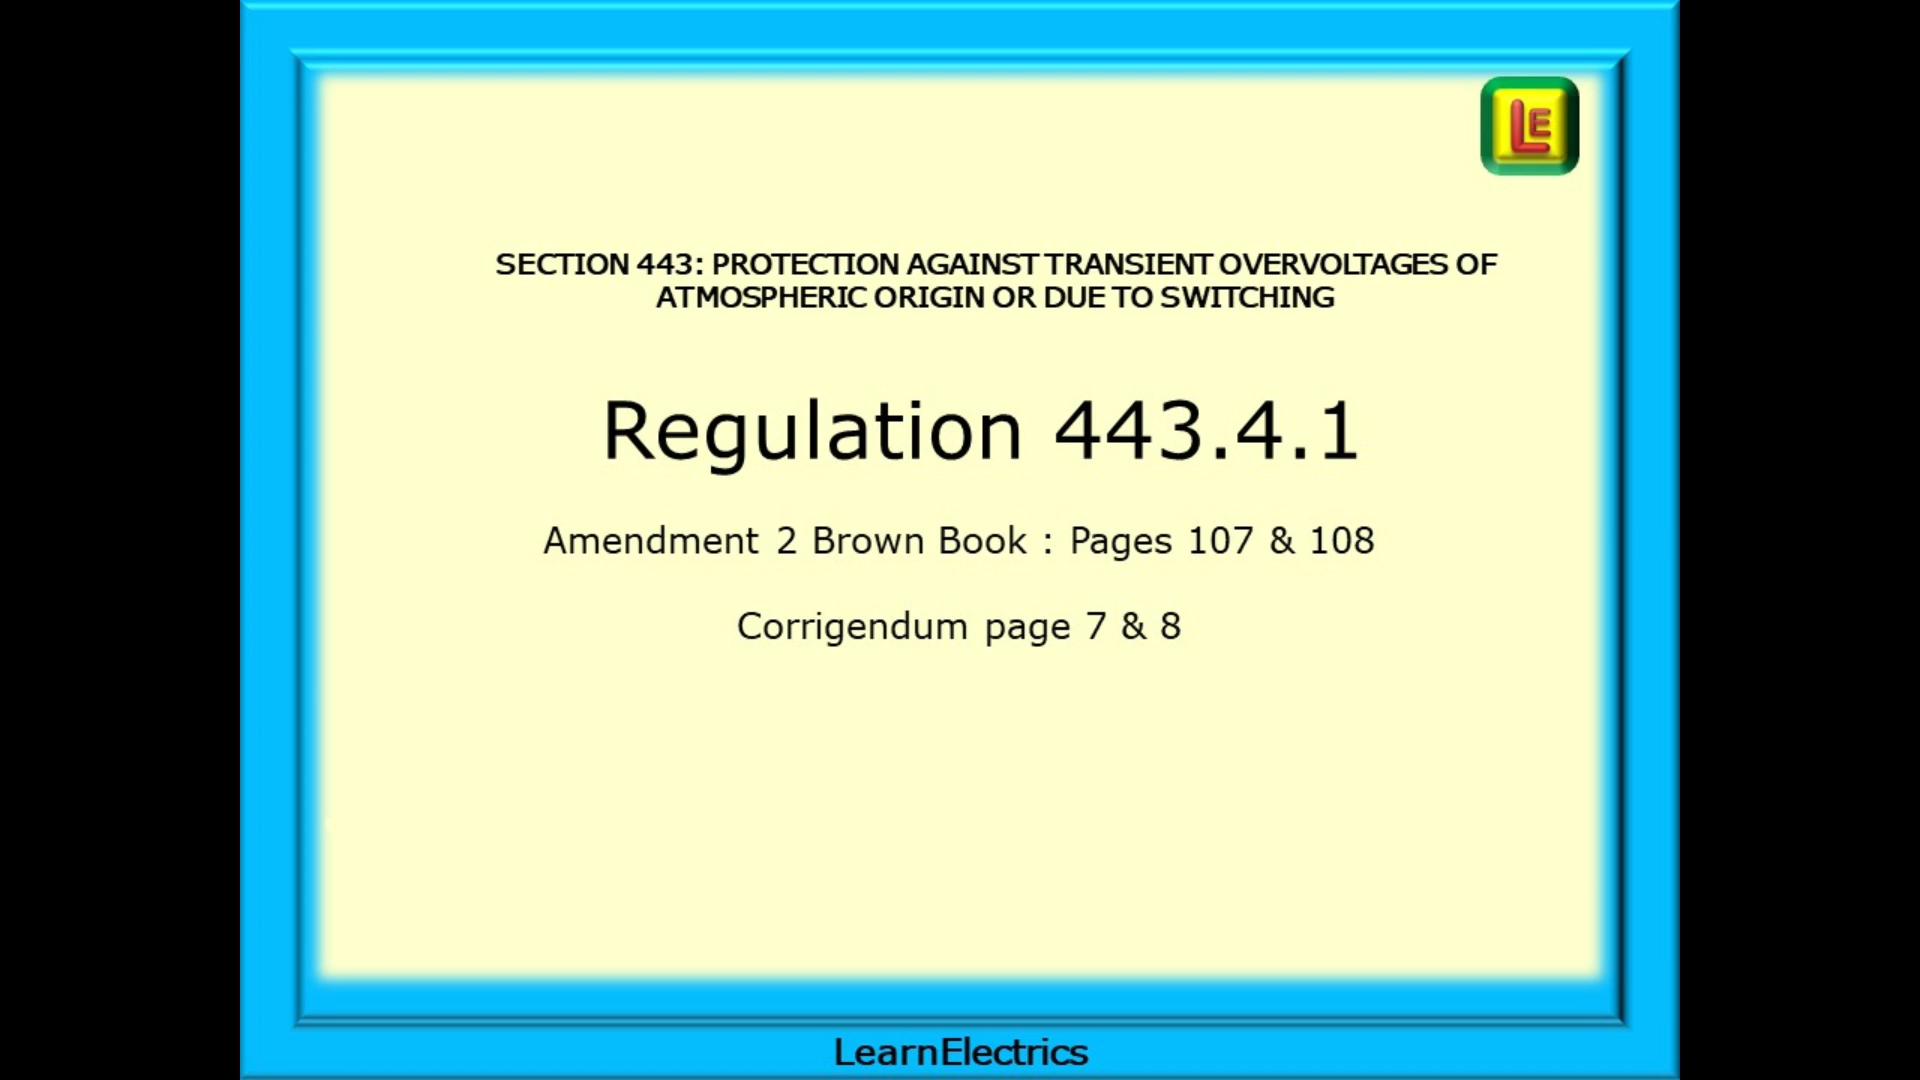 LE
SECTION 443: PROTECTION AGAINST TRANSIENT OVERVOLTAGES OF
ATMOSPHERIC ORIGIN OR DUE TO SWITCHING
Regulation 443.4.1
Amendment 2 Brown Book : Pages 107 & 108
Corrigendum page 7 & 8
LearnElectrics